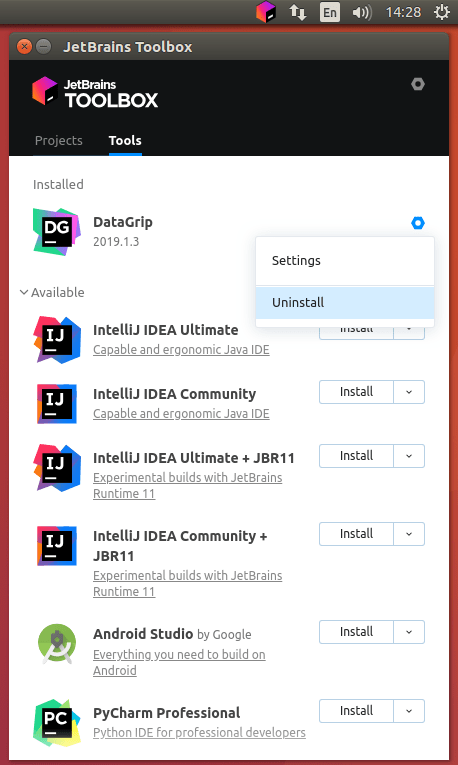 En 14:28
JetBrains Toolbox
JetBrains
TOOLBOX
Projects Tools
Installed
DG DataGrip
2019.1.3
Settings
Uninstall
Available
IJ IntelliJ IDEA Ultimate Install
Capable and ergonomic Java IDE
IJ IntelliJ IDEA Community Install
Capable and ergonomic Java IDE
IJ IntelliJ IDEA Ultimate + JBR11 Install
Experimental builds with JetBrains
Runtime 11
IJ IntelliJ IDEA Community + Install
JBR11
Experimental builds with JetBrains
Runtime 11
Android Studio by Google Install
Everything you need to build on
Android
PC PyCharm Professional Install
Python IDE for professional developers